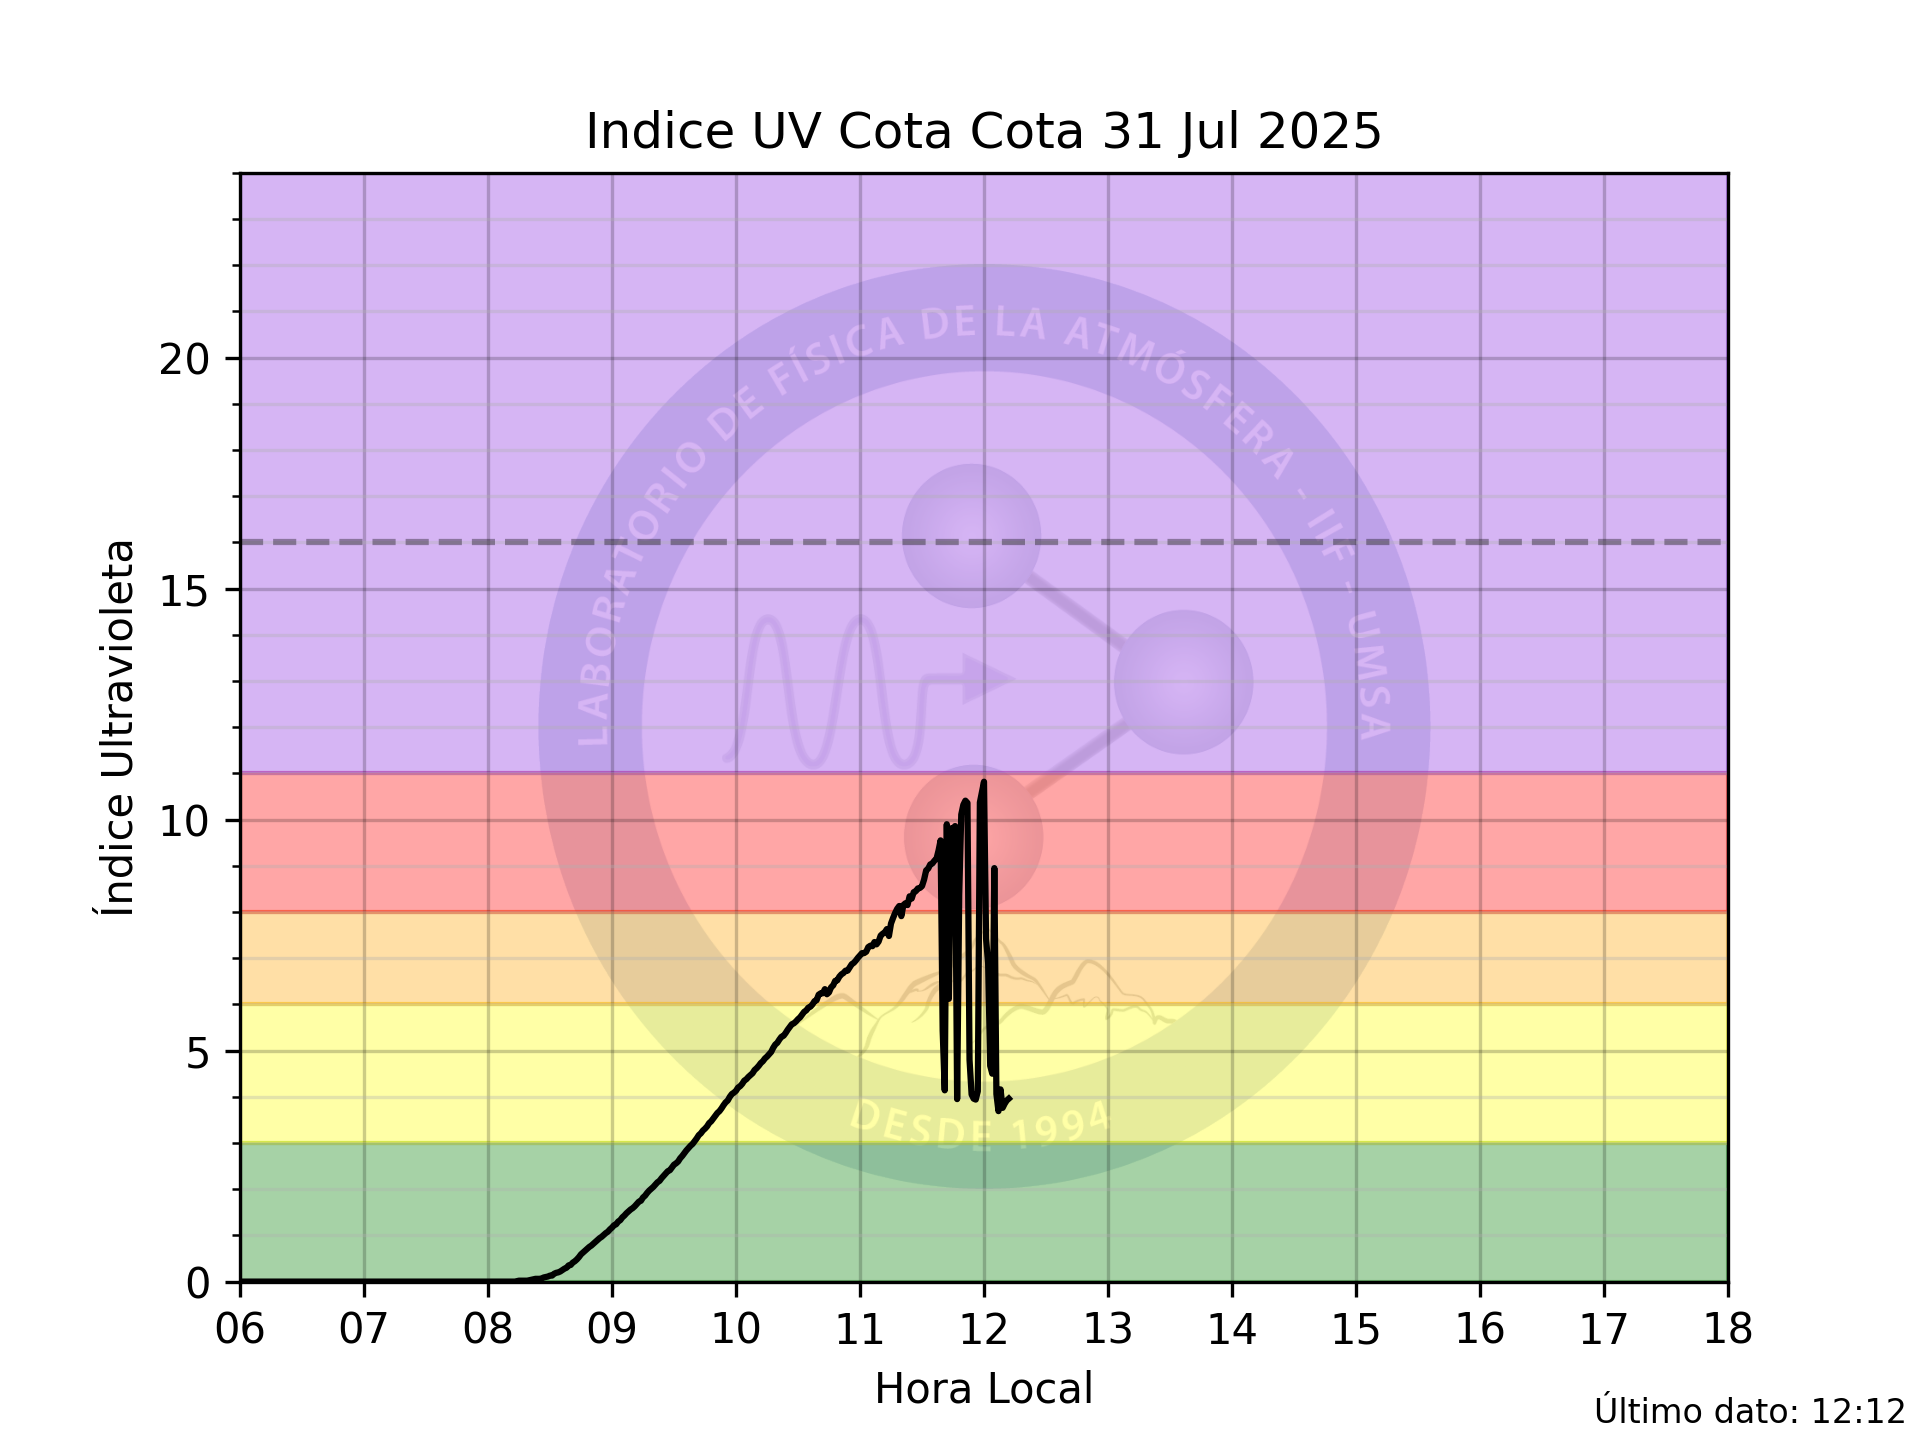 Indice UV Cota Cota 31 Jul 2025
LABORATORIO DE FÍSICA DE LA ATMÓSFERA - IIF - UMSA
20
15
10
5
0
Índice Ultravioleta
DESDE 1994
06 07 08 09 10 11 12 13 14 15 16 17 18
Hora Local
Último dato: 12:12